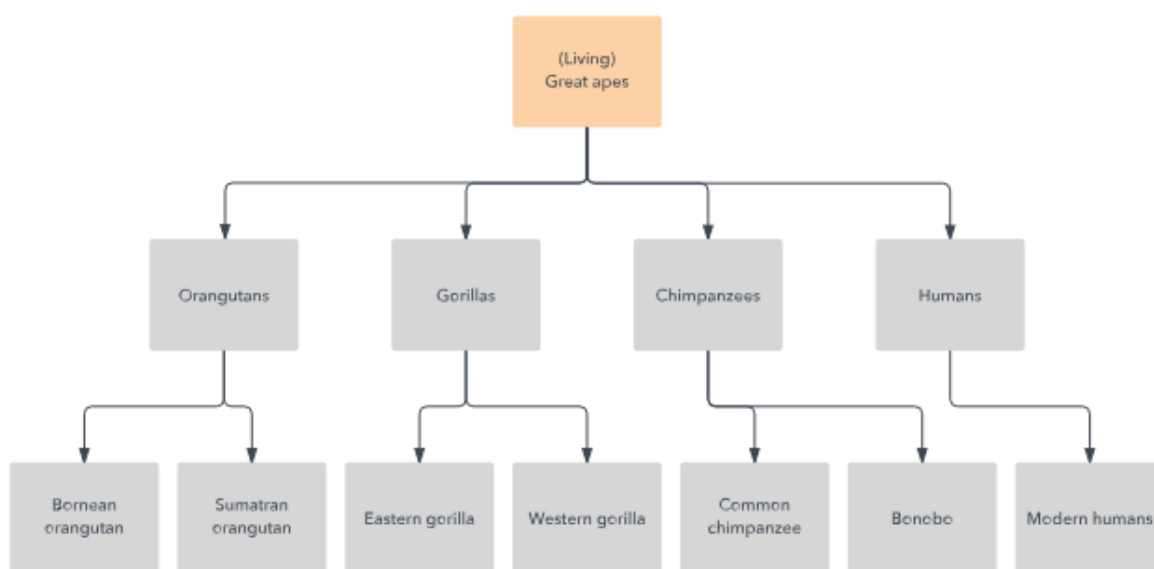 (Living)
Great apes
Orangutans
Gorillas
Chimpanzees
Humans
Bornean
orangutan
Sumatran
orangutan
Eastern gorilla
Western gorilla
Common
chimpanzee
Bonobo
Modern humans